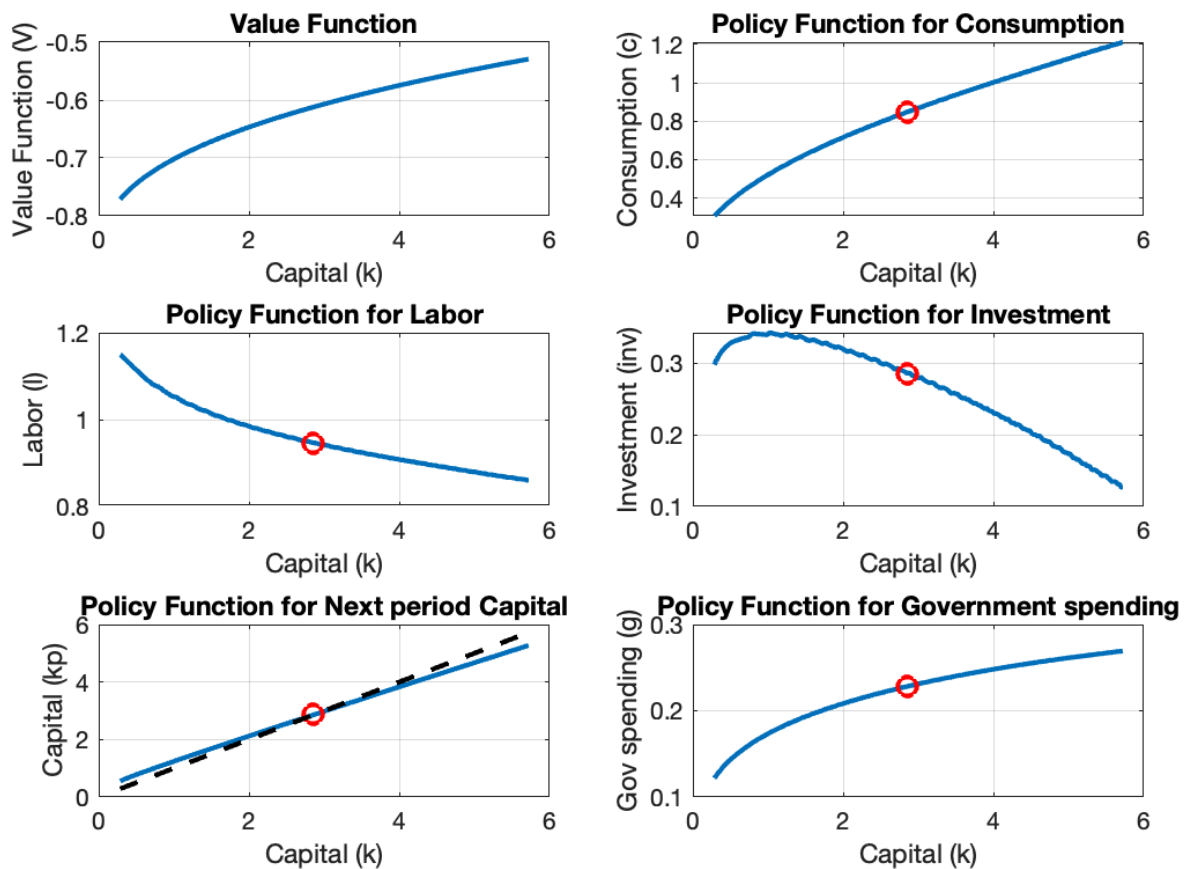 Value Function
Value Function (V)
-0.5
-0.6
-0.7
-0.8
0
2
4
6
Capital (k)
Policy Function for Consumption
Consumption (c)
1.2
1
0.8
0.6
0.4
0
2
4
6
Capital (k)
Policy Function for Labor
Labor (l)
1.2
1
0.8
0
2
4
6
Capital (k)
Policy Function for Investment
Investment (inv)
0.3
0.2
0.1
0
2
4
6
Capital (k)
Policy Function for Next period Capital
Capital (kp)
6
4
2
0
0
2
4
6
Capital (k)
Policy Function for Government spending
Gov spending (g)
0.3
0.2
0.1
0
2
4
6
Capital (k)